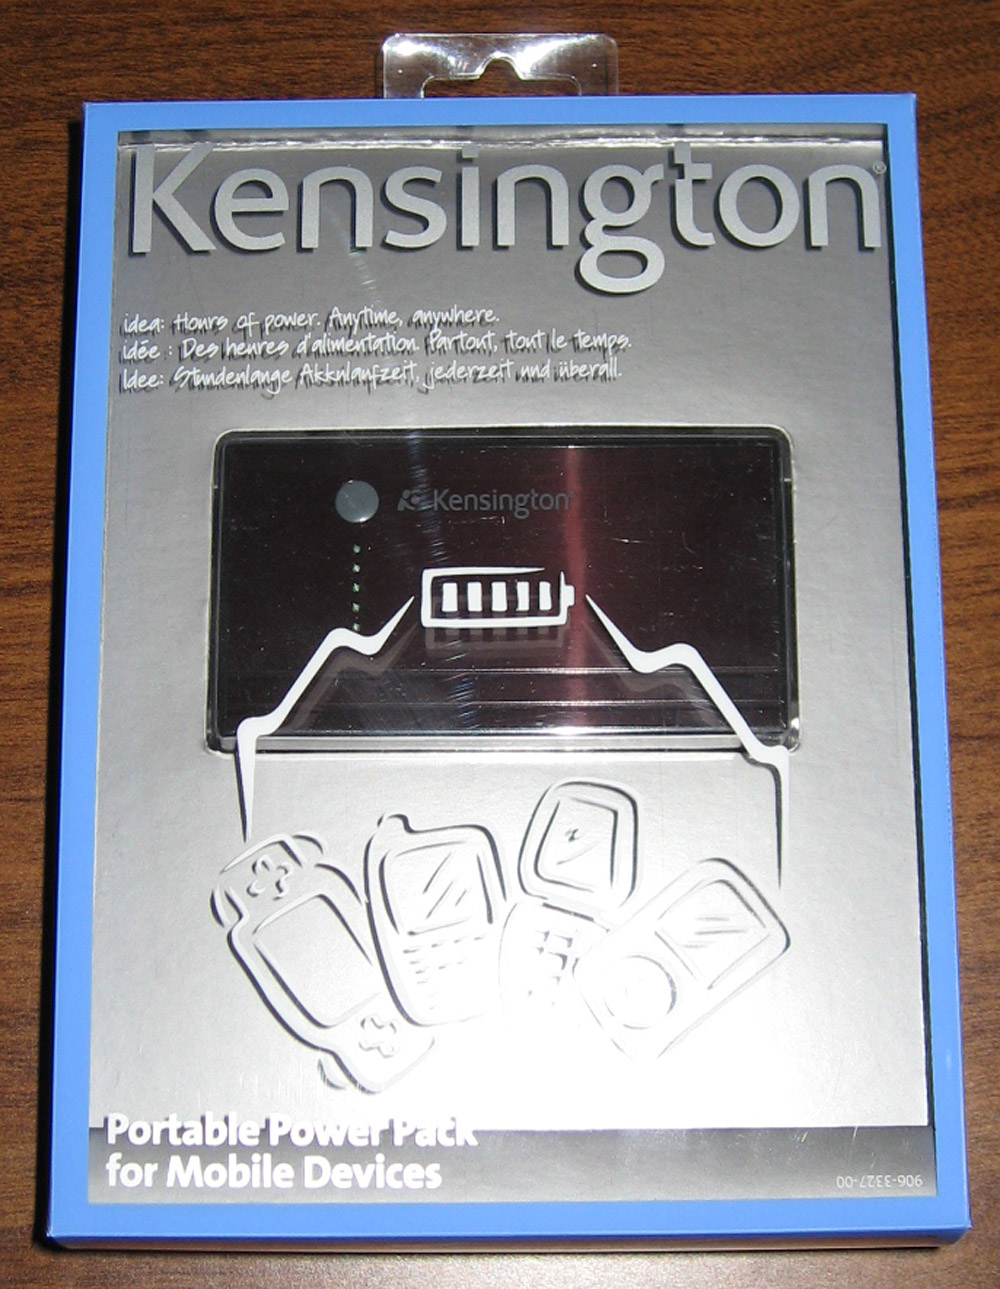 Kensington®
idea: Hours of power. Anytime, anywhere.
idée : Des heures d'alimentation. Partout, tout le temps.
Idee: Stundenlange Akkulaufzeit, jederzeit und überall.
Kensington
Portable Power Pack
for Mobile Devices
906-3327-00